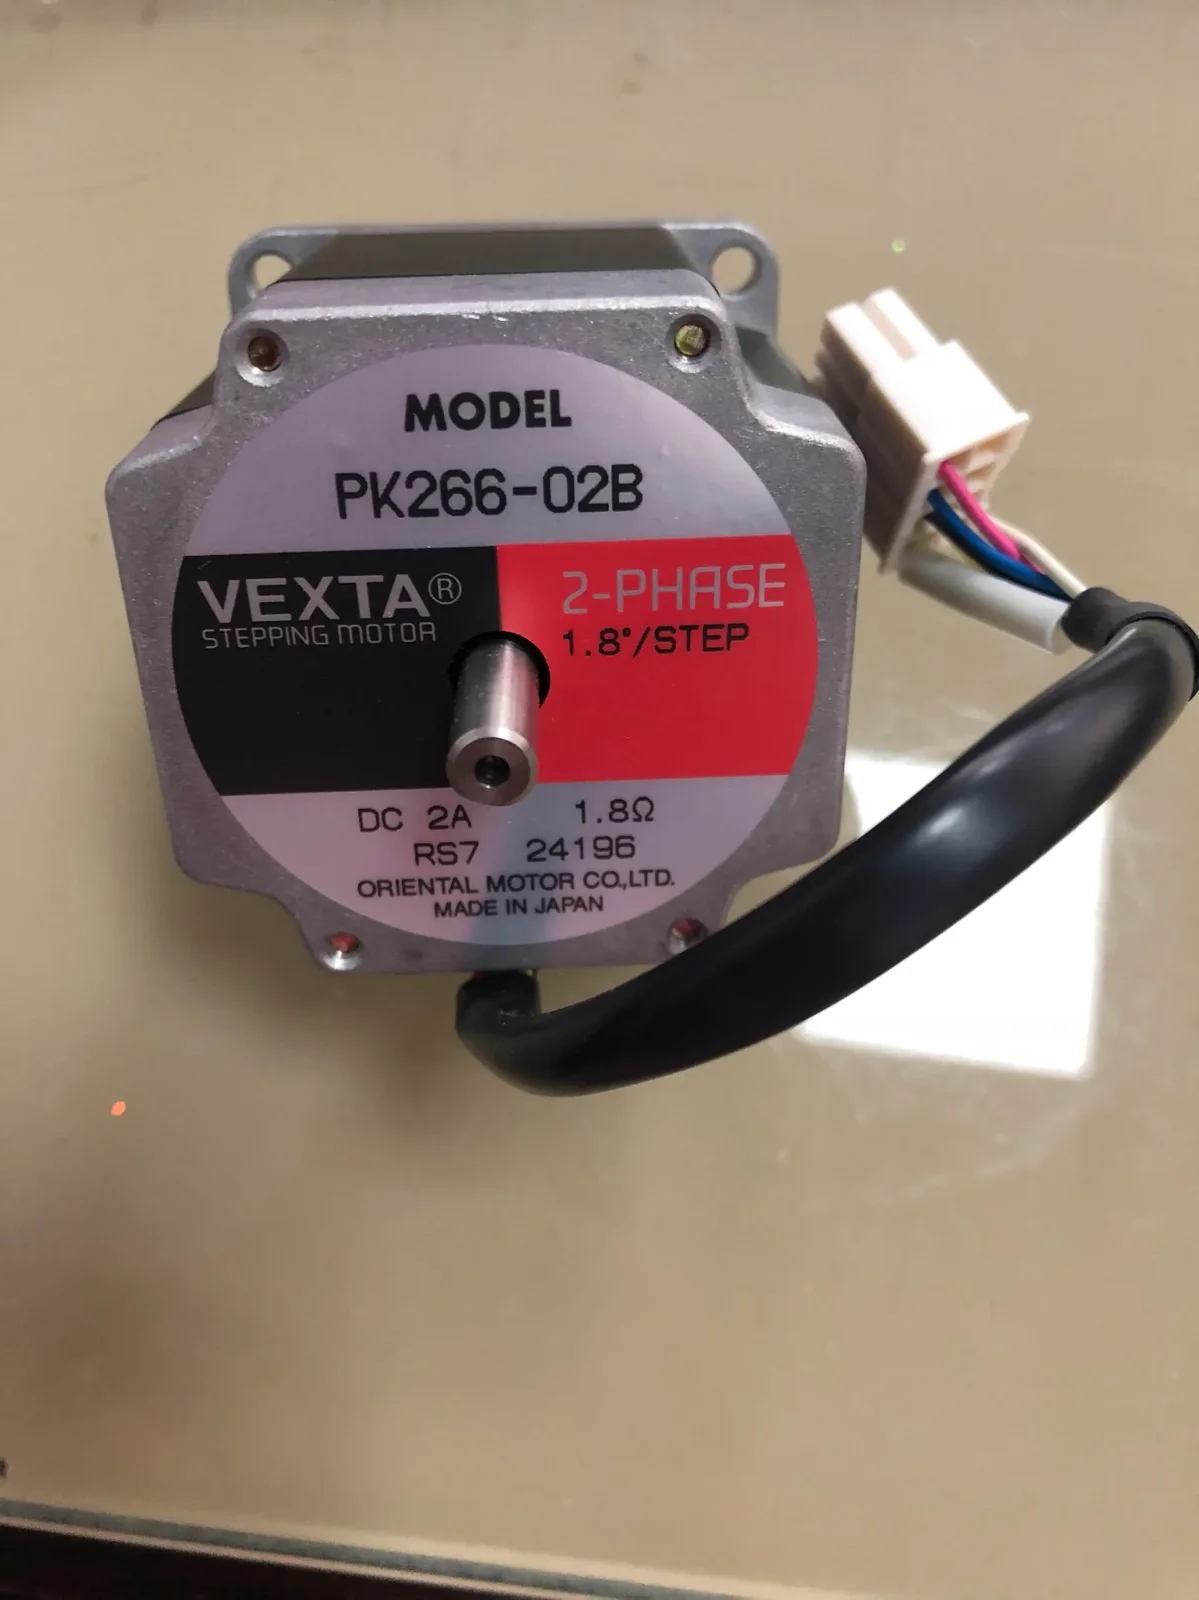 MODEL
PK266-02B
VEXTA® 2-PHASE
STEPPING MOTOR 1.8°/STEP
DC 2A 1.8Ω
RS7 24196
ORIENTAL MOTOR CO.,LTD.
MADE IN JAPAN